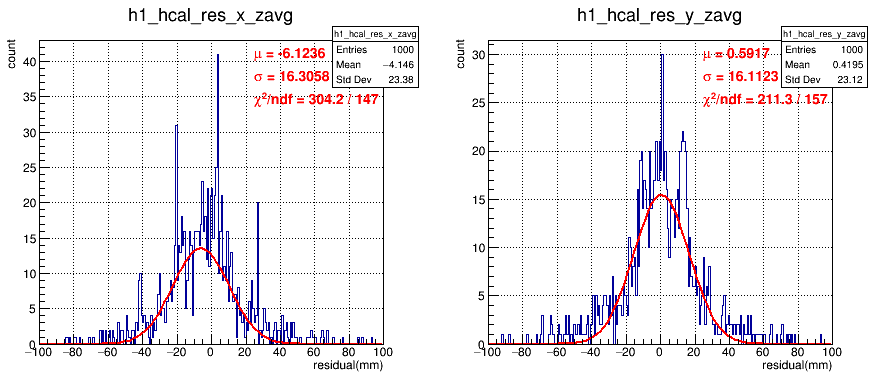 h1_hcal_res_x_zavg
h1_hcal_res_x_zavg
Entries 1000
Mean −4.146
Std Dev 23.38
μ = -6.1236
σ = 16.3058
χ²/ndf = 304.2 / 147
count
40
35
30
25
20
15
10
5
0
−100 −80 −60 −40 −20 0 20 40 60 80 100
residual(mm)
h1_hcal_res_y_zavg
h1_hcal_res_y_zavg
Entries 1000
Mean 0.4195
Std Dev 23.12
μ = 0.5917
σ = 16.1123
χ²/ndf = 211.3 / 157
count
30
25
20
15
10
5
0
−100 −80 −60 −40 −20 0 20 40 60 80 100
residual(mm)